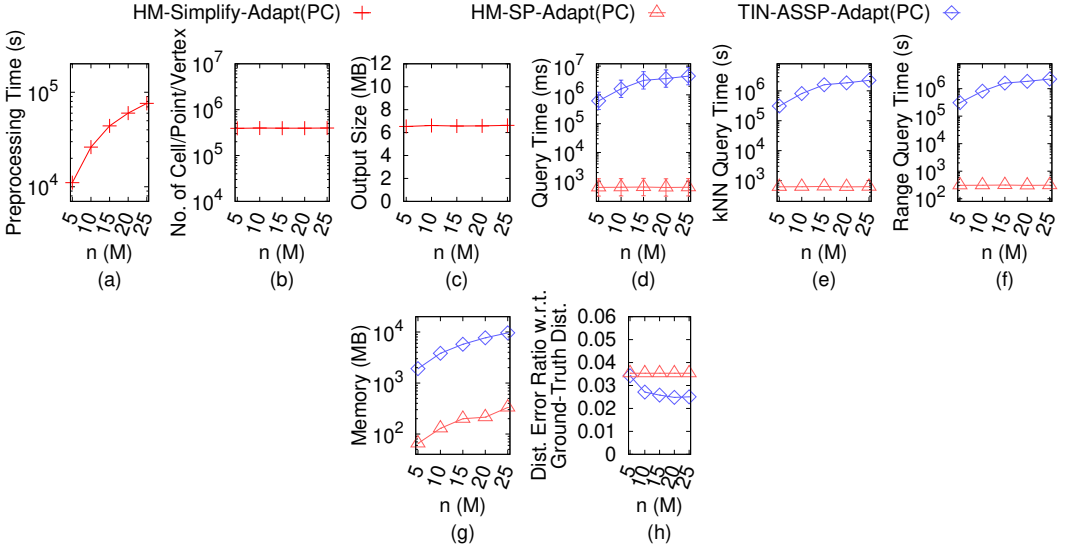 HM-Simplify-Adapt(PC) HM-SP-Adapt(PC) TIN-ASSP-Adapt(PC)
Preprocessing Time (s)
10^5
10^4
5 10 15 20 25
n (M)
(a)
No. of Cell/Point/Vertex
10^7
10^6
10^5
10^4
5 10 15 20 25
n (M)
(b)
Output Size (MB)
12
10
8
6
4
2
0
5 10 15 20 25
n (M)
(c)
Query Time (ms)
10^7
10^6
10^5
10^4
10^3
5 10 15 20 25
n (M)
(d)
kNN Query Time (s)
10^6
10^5
10^4
10^3
5 10 15 20 25
n (M)
(e)
Range Query Time (s)
10^6
10^5
10^4
10^3
10^2
5 10 15 20 25
n (M)
(f)
Memory (MB)
10^4
10^3
10^2
5 10 15 20 25
n (M)
(g)
Dist. Error Ratio w.r.t.
Ground-Truth Dist.
0.06
0.05
0.04
0.03
0.02
0.01
0
5 10 15 20 25
n (M)
(h)